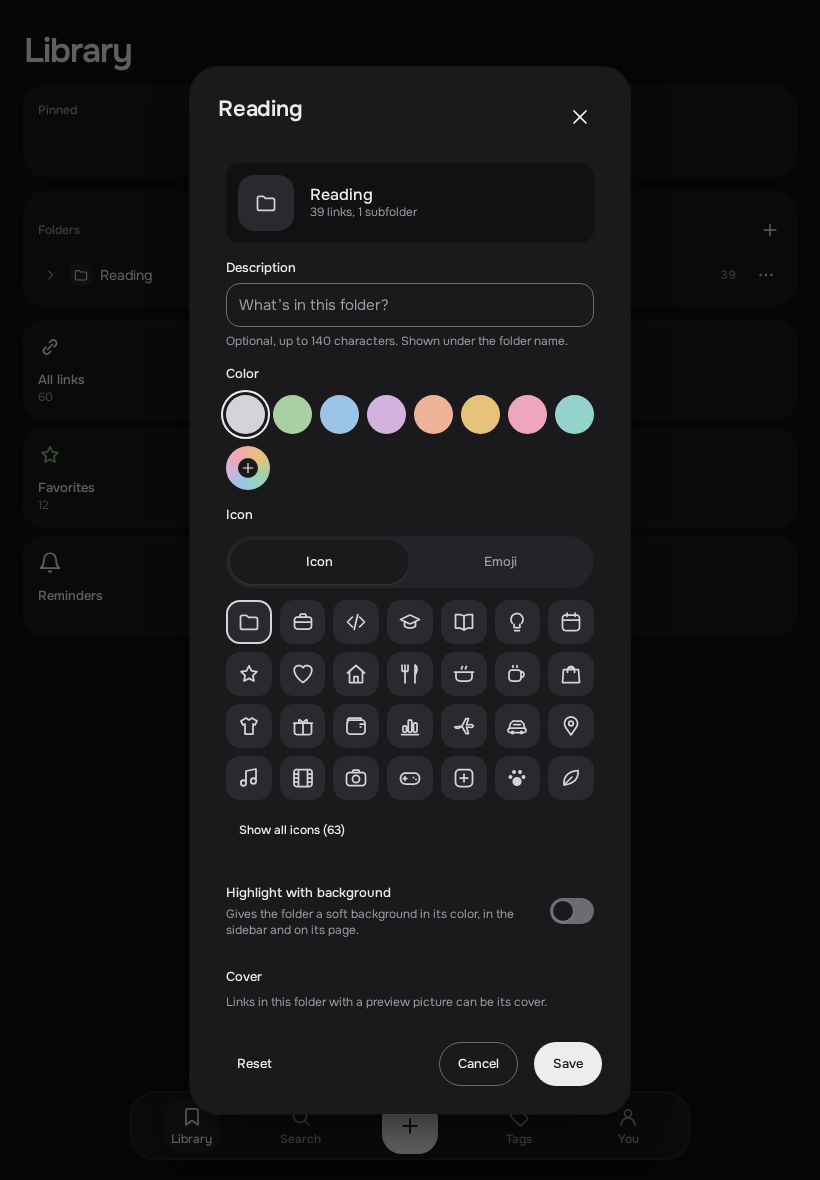 Library
Reading
Pinned
Reading
39 links, 1 subfolder
Folders
Description
Reading
39
What's in this folder?
Optional, up to 140 characters. Shown under the folder name.
Color
All links
60
Favorites
12
Icon
Icon
Emoji
Reminders
Show all icons (63)
Highlight with background
Gives the folder a soft background in its color, in the
sidebar and on its page.
Cover
Links in this folder with a preview picture can be its cover.
Reset
Cancel
Save
Library
Search
Tags
You